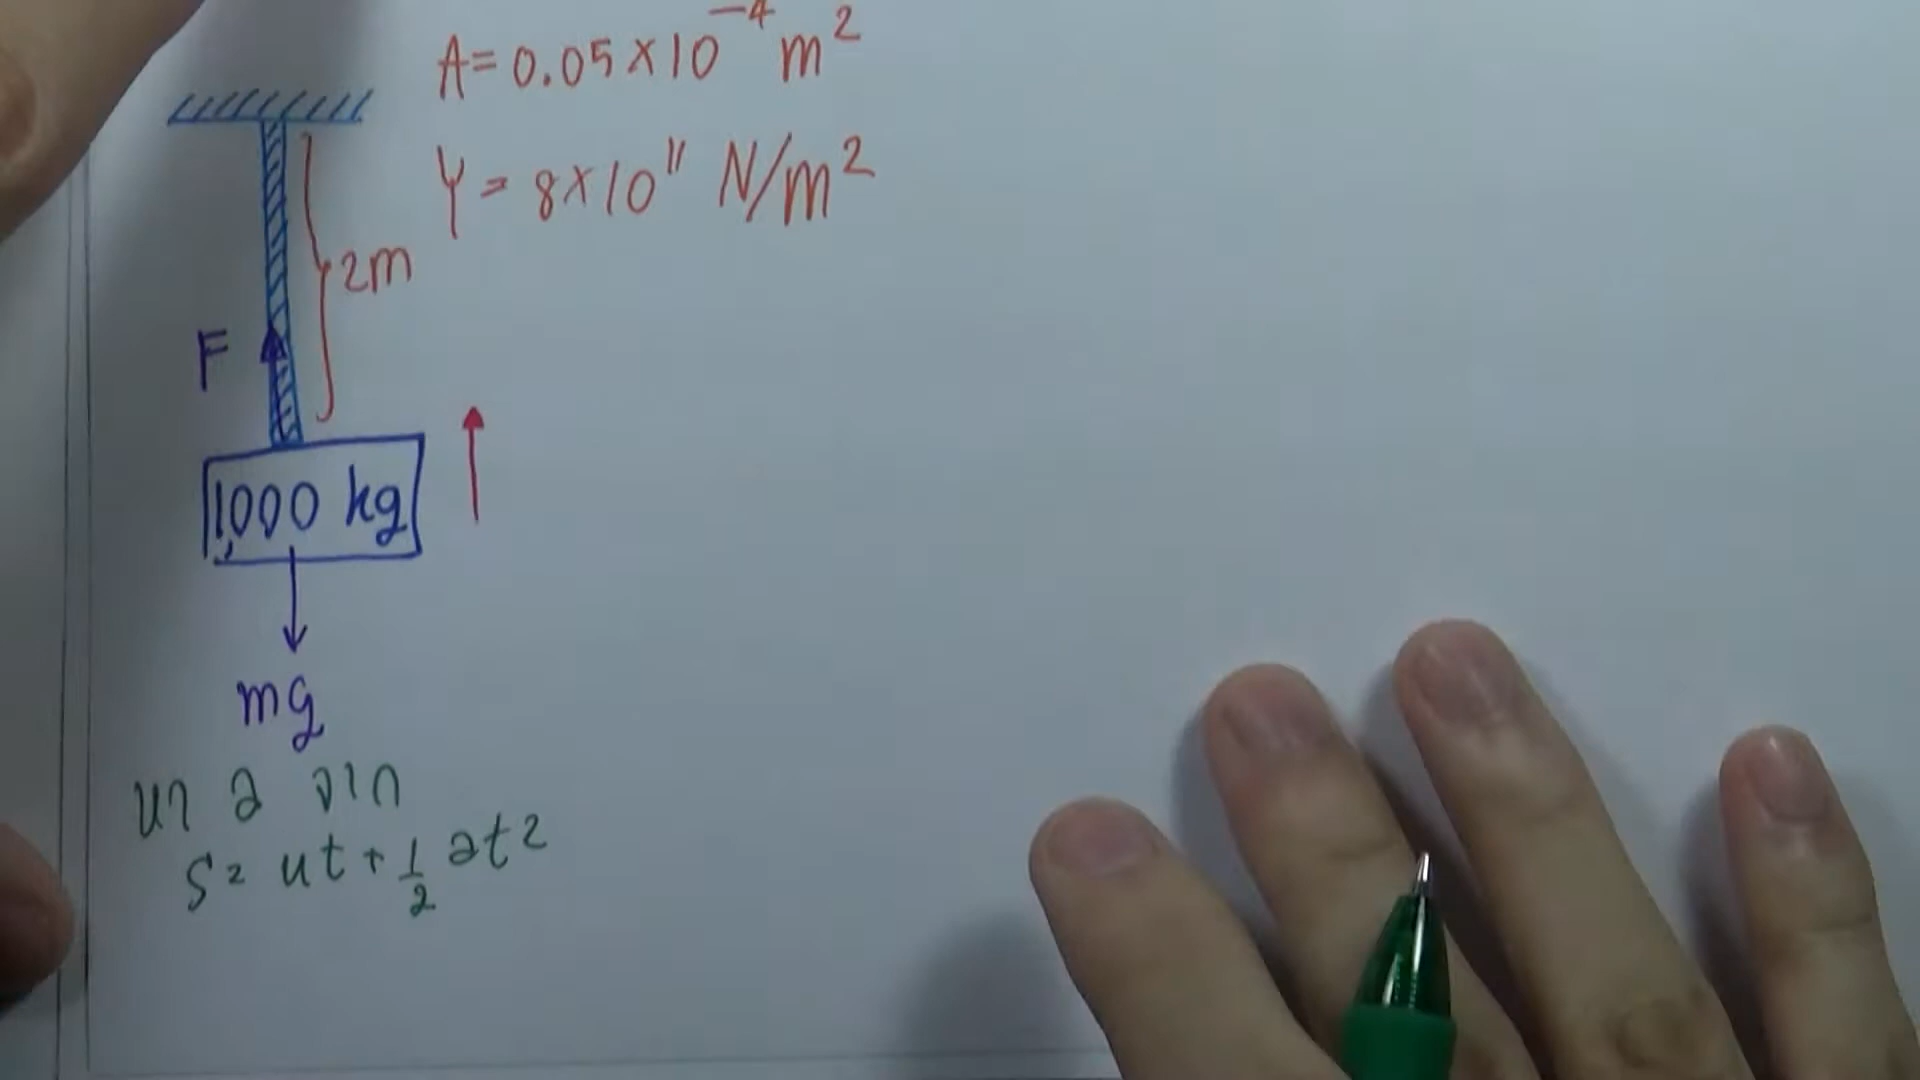 A = 0.05 × 10⁻⁴ m²
Y = 8 × 10¹¹ N/m²
2m
F
1,000 kg
mg
หา a จาก
S = ut + ½ at²